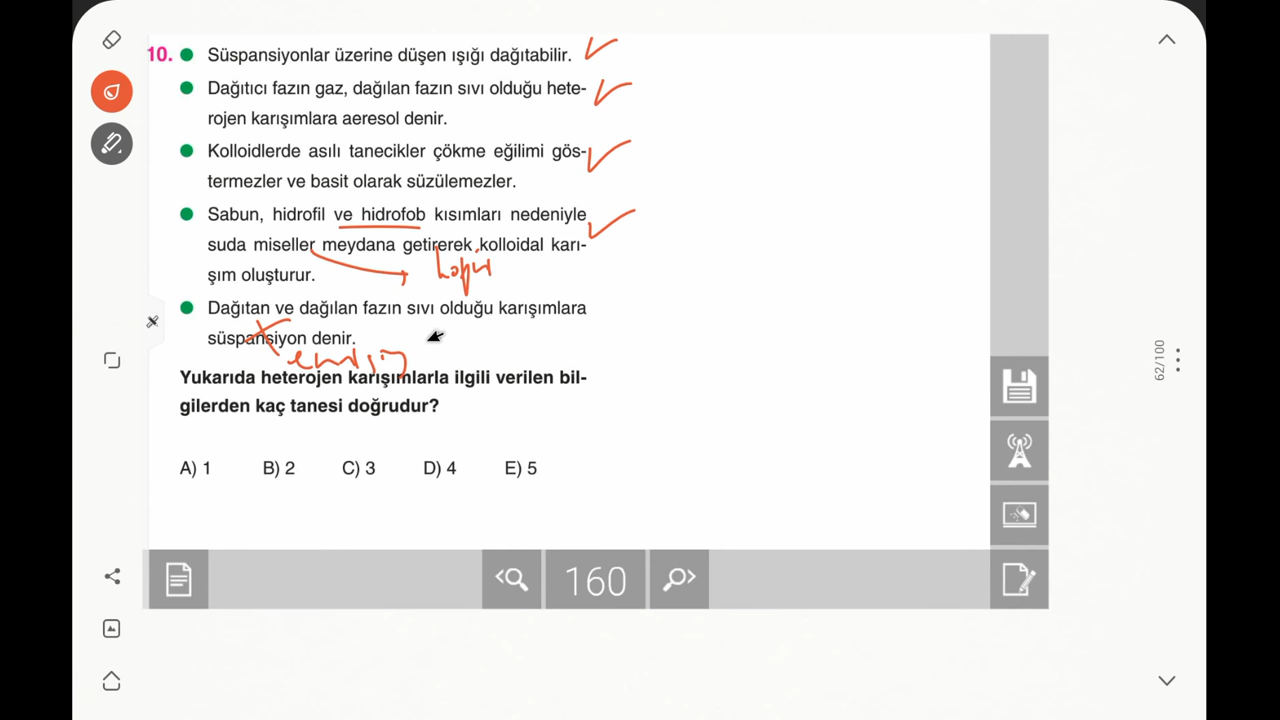 10. ● Süspansiyonlar üzerine düşen ışığı dağıtabilir.
● Dağıtıcı fazın gaz, dağılan fazın sıvı olduğu hete-
rojen karışımlara aeresol denir.
● Kolloidlerde asılı tanecikler çökme eğilimi gös-
termezler ve basit olarak süzülemezler.
● Sabun, hidrofil ve hidrofob kısımları nedeniyle
suda miseller meydana getirerek kolloidal karı-
şım oluşturur.
● Dağıtan ve dağılan fazın sıvı olduğu karışımlara
süspansiyon denir.
Yukarıda heterojen karışımlarla ilgili verilen bil-
gilerden kaç tanesi doğrudur?
A) 1 B) 2 C) 3 D) 4 E) 5
160
62/100